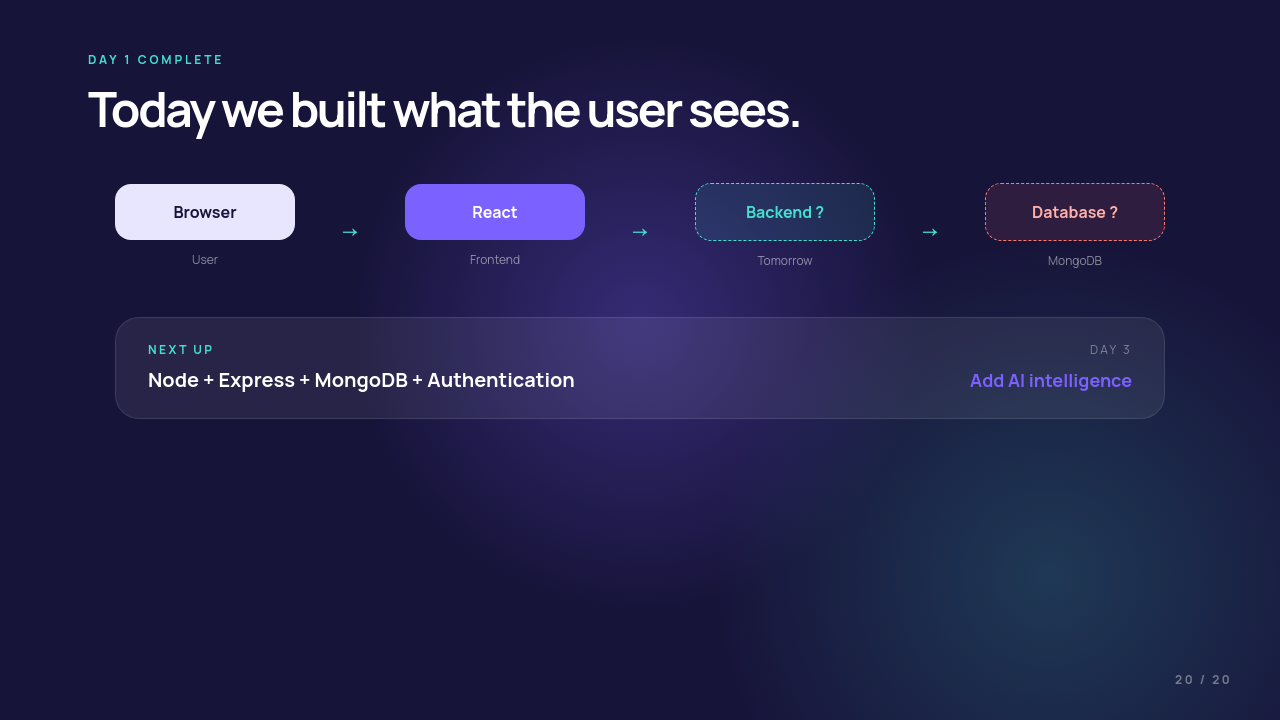 DAY 1 COMPLETE
Today we built what the user sees.
Browser
→
React
→
Backend ?
→
Database ?
User
Frontend
Tomorrow
MongoDB
NEXT UP
DAY 3
Node + Express + MongoDB + Authentication
Add AI intelligence
20 / 20